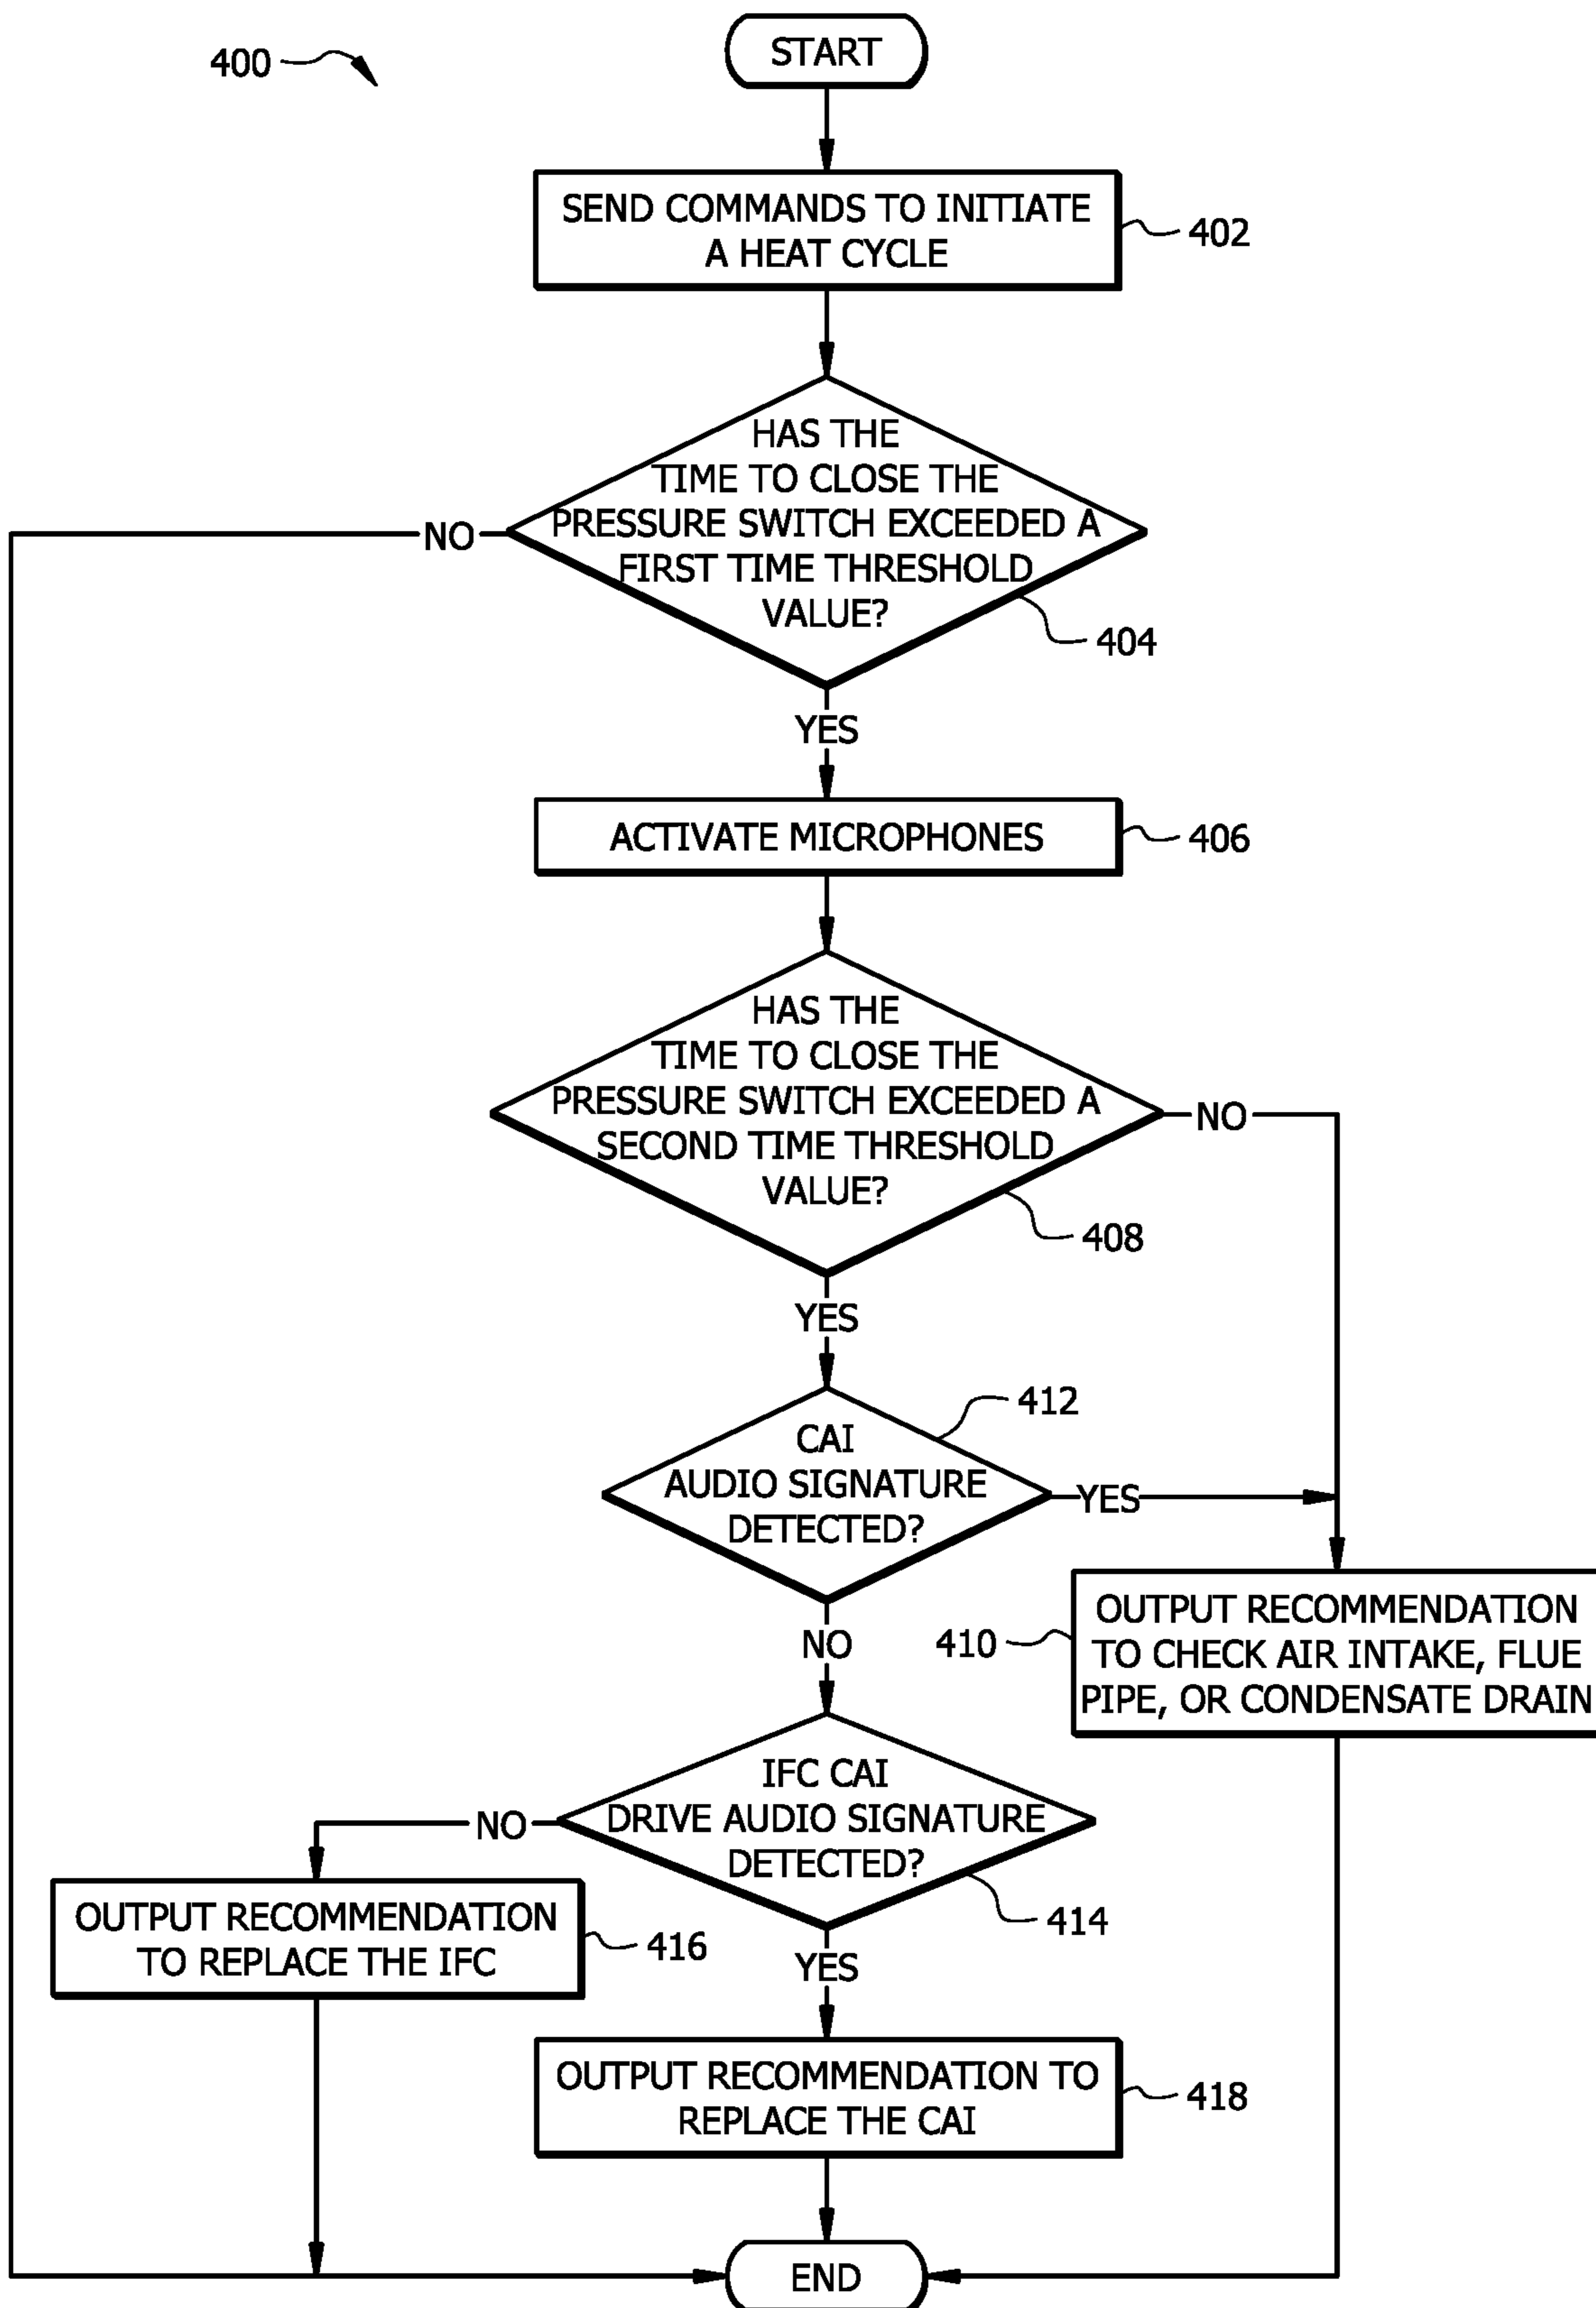 400
START
SEND COMMANDS TO INITIATE
A HEAT CYCLE
402
HAS THE
TIME TO CLOSE THE
PRESSURE SWITCH EXCEEDED A
FIRST TIME THRESHOLD
VALUE?
NO
404
YES
ACTIVATE MICROPHONES
406
HAS THE
TIME TO CLOSE THE
PRESSURE SWITCH EXCEEDED A
SECOND TIME THRESHOLD
VALUE?
NO
408
YES
412
CAI
AUDIO SIGNATURE
DETECTED?
YES
NO
410
OUTPUT RECOMMENDATION
TO CHECK AIR INTAKE, FLUE
PIPE, OR CONDENSATE DRAIN
IFC CAI
DRIVE AUDIO SIGNATURE
DETECTED?
NO
414
OUTPUT RECOMMENDATION
TO REPLACE THE IFC
416
YES
OUTPUT RECOMMENDATION TO
REPLACE THE CAI
418
END